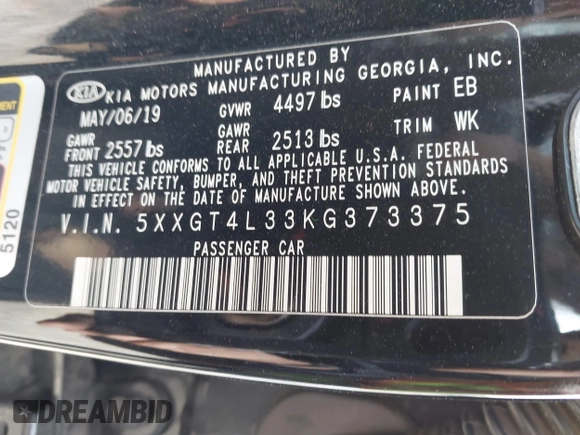 MANUFACTURED BY
KIA KIA MOTORS MANUFACTURING GEORGIA, INC.
MAY/06/19 GVWR 4497 lbs PAINT EB
GAWR FRONT 2557 lbs GAWR REAR 2513 lbs TRIM WK
THIS VEHICLE CONFORMS TO ALL APPLICABLE U.S.A. FEDERAL
MOTOR VEHICLE SAFETY, BUMPER, AND THEFT PREVENTION STANDARDS
IN EFFECT ON THE DATE OF MANUFACTURE SHOWN ABOVE.
V.I.N. 5XXGT4L33KG373375
PASSENGER CAR
5120
DREAMBID